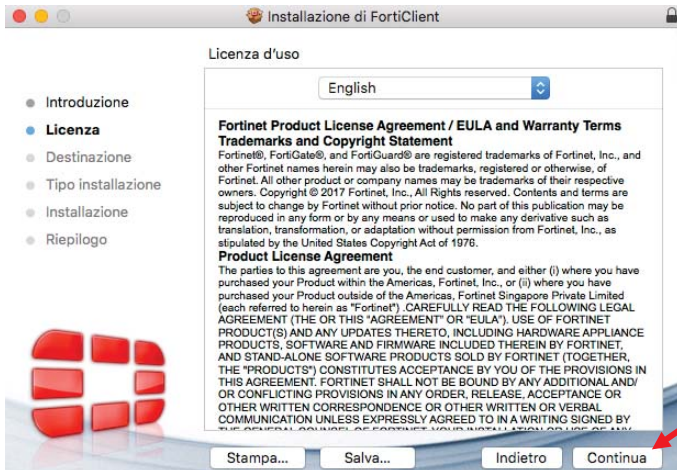 Installazione di FortiClient
Licenza d'uso
English
Introduzione
Licenza
Destinazione
Tipo installazione
Installazione
Riepilogo
Fortinet Product License Agreement / EULA and Warranty Terms
Trademarks and Copyright Statement
Fortinet®, FortiGate®, and FortiGuard® are registered trademarks of Fortinet, Inc., and
other Fortinet names herein may also be trademarks, registered or otherwise, of
Fortinet. All other product or company names may be trademarks of their respective
owners. Copyright © 2017 Fortinet, Inc., All Rights reserved. Contents and terms are
subject to change by Fortinet without prior notice. No part of this publication may be
reproduced in any form or by any means or used to make any derivative such as
translation, transformation, or adaptation without permission from Fortinet, Inc., as
stipulated by the United States Copyright Act of 1976.
Product License Agreement
The parties to this agreement are you, the end customer, and either (i) where you have
purchased your Product within the Americas, Fortinet, Inc., or (ii) where you have
purchased your Product outside of the Americas, Fortinet Singapore Private Limited
(each referred to herein as "Fortinet") .CAREFULLY READ THE FOLLOWING LEGAL
AGREEMENT (THE OR THIS "AGREEMENT" OR "EULA"). USE OF FORTINET
PRODUCT(S) AND ANY UPDATES THERETO, INCLUDING HARDWARE APPLIANCE
PRODUCTS, SOFTWARE AND FIRMWARE INCLUDED THEREIN BY FORTINET,
AND STAND-ALONE SOFTWARE PRODUCTS SOLD BY FORTINET (TOGETHER,
THE "PRODUCTS") CONSTITUTES ACCEPTANCE BY YOU OF THE PROVISIONS IN
THIS AGREEMENT. FORTINET SHALL NOT BE BOUND BY ANY ADDITIONAL AND/
OR CONFLICTING PROVISIONS IN ANY ORDER, RELEASE, ACCEPTANCE OR
OTHER WRITTEN CORRESPONDENCE OR OTHER WRITTEN OR VERBAL
COMMUNICATION UNLESS EXPRESSLY AGREED TO IN A WRITING SIGNED BY
Stampa...
Salva...
Indietro
Continua